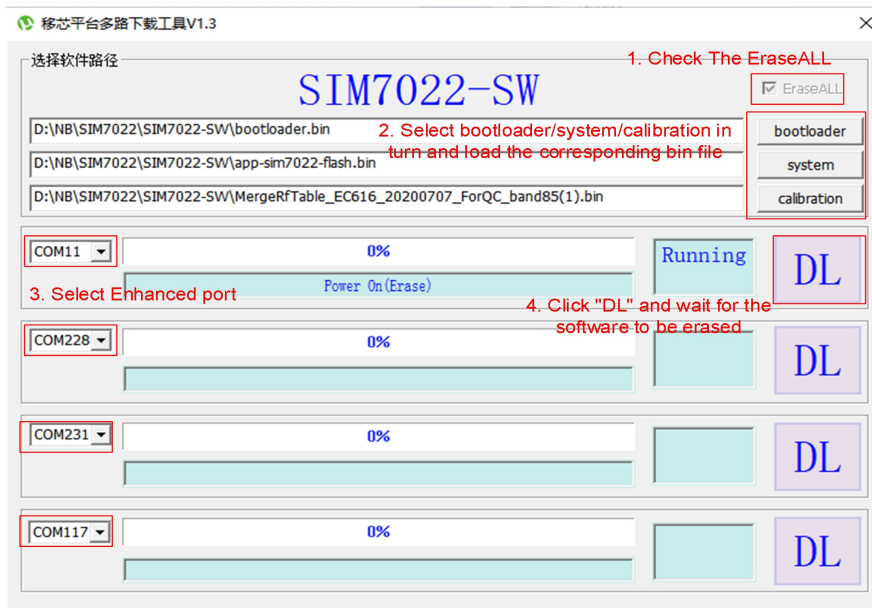 移芯平台多路下载工具V1.3
选择软件路径
1. Check The EraseALL
SIM7022-SW
EraseALL
D:\NB\SIM7022\SIM7022-SW\bootloader.bin
2. Select bootloader/system/calibration in
turn and load the corresponding bin file
bootloader
D:\NB\SIM7022\SIM7022-SW\app-sim7022-flash.bin
system
D:\NB\SIM7022\SIM7022-SW\MergeRfTable_EC616_20200707_ForQC_band85(1).bin
calibration
COM11
0%
Running
DL
Power On(Erase)
3. Select Enhanced port
4. Click "DL" and wait for the
software to be erased
COM228
0%
DL
COM231
0%
DL
COM117
0%
DL